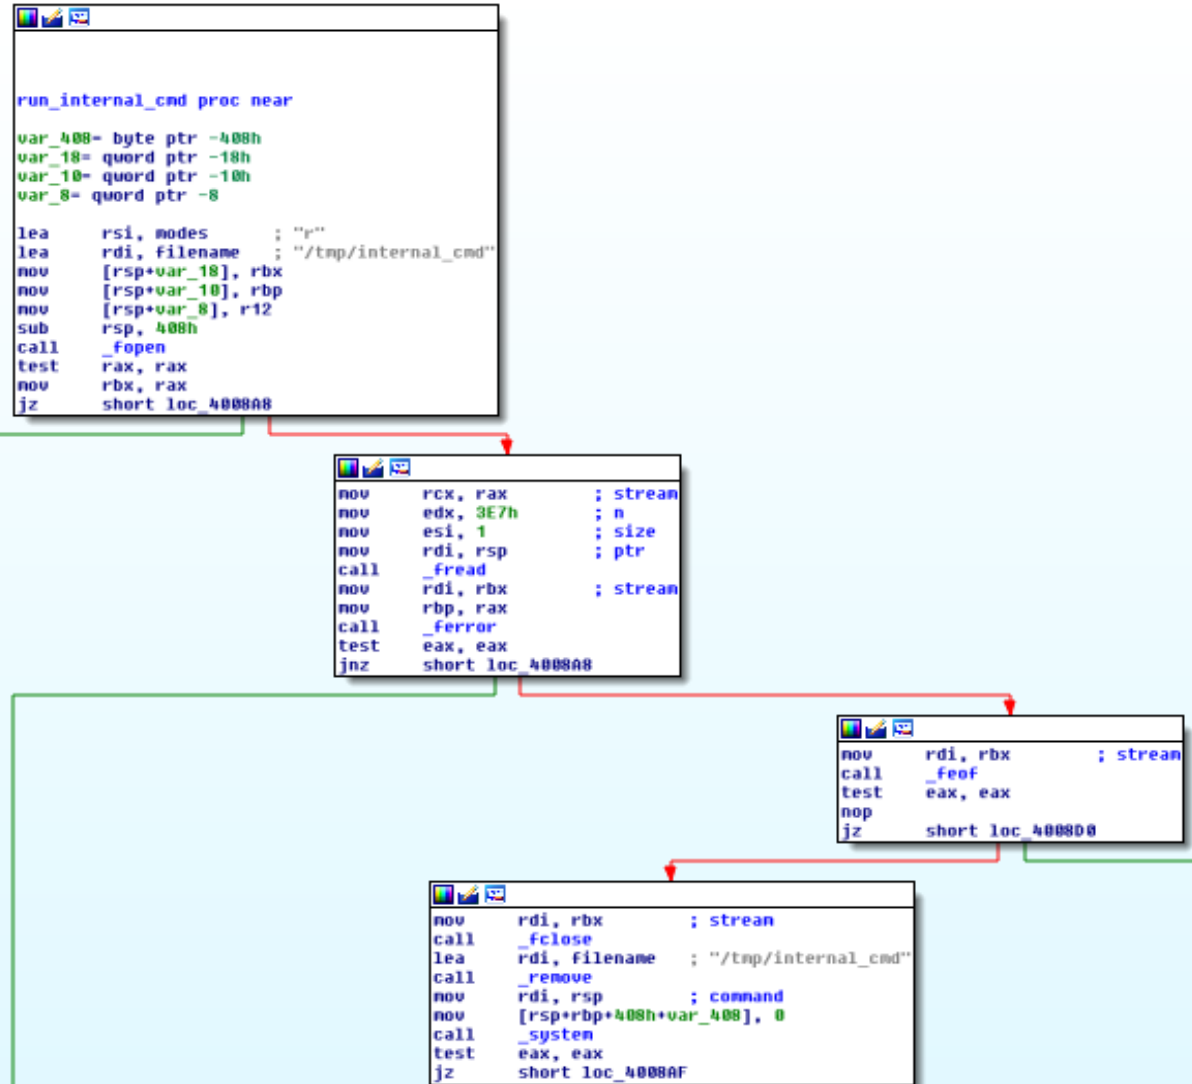 run_internal_cmd proc near
var_408= byte ptr -408h
var_18= qword ptr -18h
var_10= qword ptr -10h
var_8= qword ptr -8
lea rsi, modes ; "r"
lea rdi, filename ; "/tmp/internal_cmd"
mov [rsp+var_18], rbx
mov [rsp+var_10], rbp
mov [rsp+var_8], r12
sub rsp, 408h
call _fopen
test rax, rax
mov rbx, rax
jz short loc_4008A8
mov rcx, rax ; stream
mov edx, 3E7h ; n
mov esi, 1 ; size
mov rdi, rsp ; ptr
call _fread
mov rdi, rbx ; stream
mov rbp, rax
call _ferror
test eax, eax
jnz short loc_4008A8
mov rdi, rbx ; stream
call _feof
test eax, eax
nop
jz short loc_4008D0
mov rdi, rbx ; stream
call _fclose
lea rdi, filename ; "/tmp/internal_cmd"
call _remove
mov rdi, rsp ; command
mov [rsp+rbp+408h+var_408], 0
call _system
test eax, eax
jz short loc_4008AF